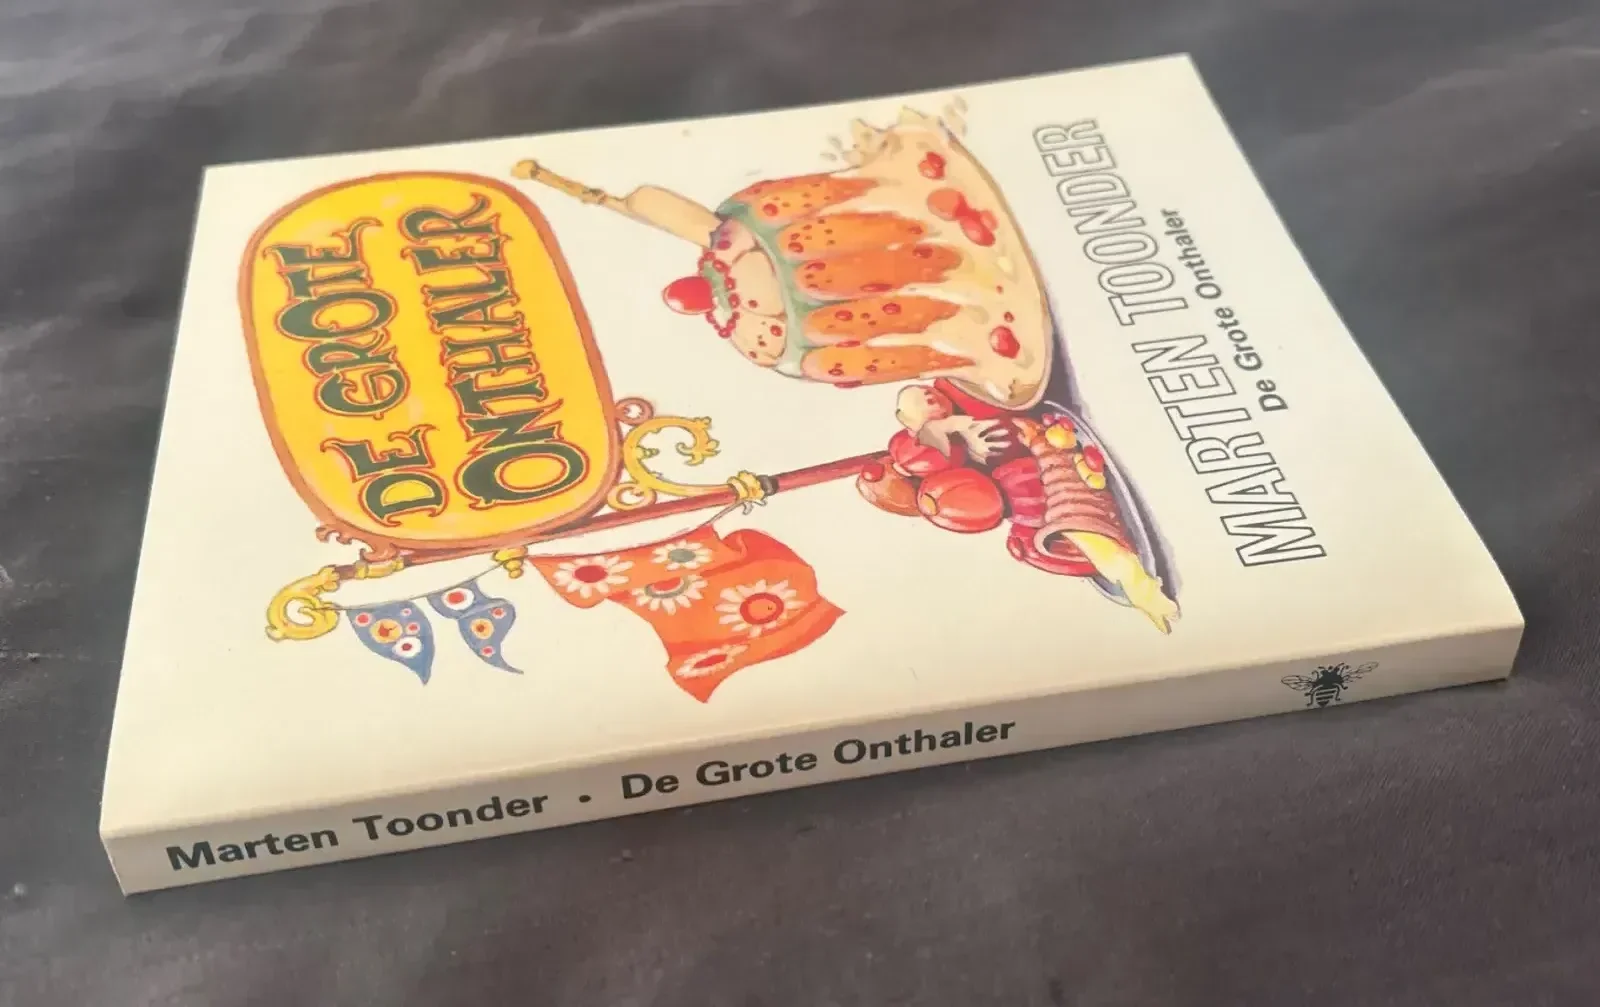 DE GROTE
ONTHALER
MARTEN TOONDER
De Grote Onthaler
Marten Toonder • De Grote Onthaler